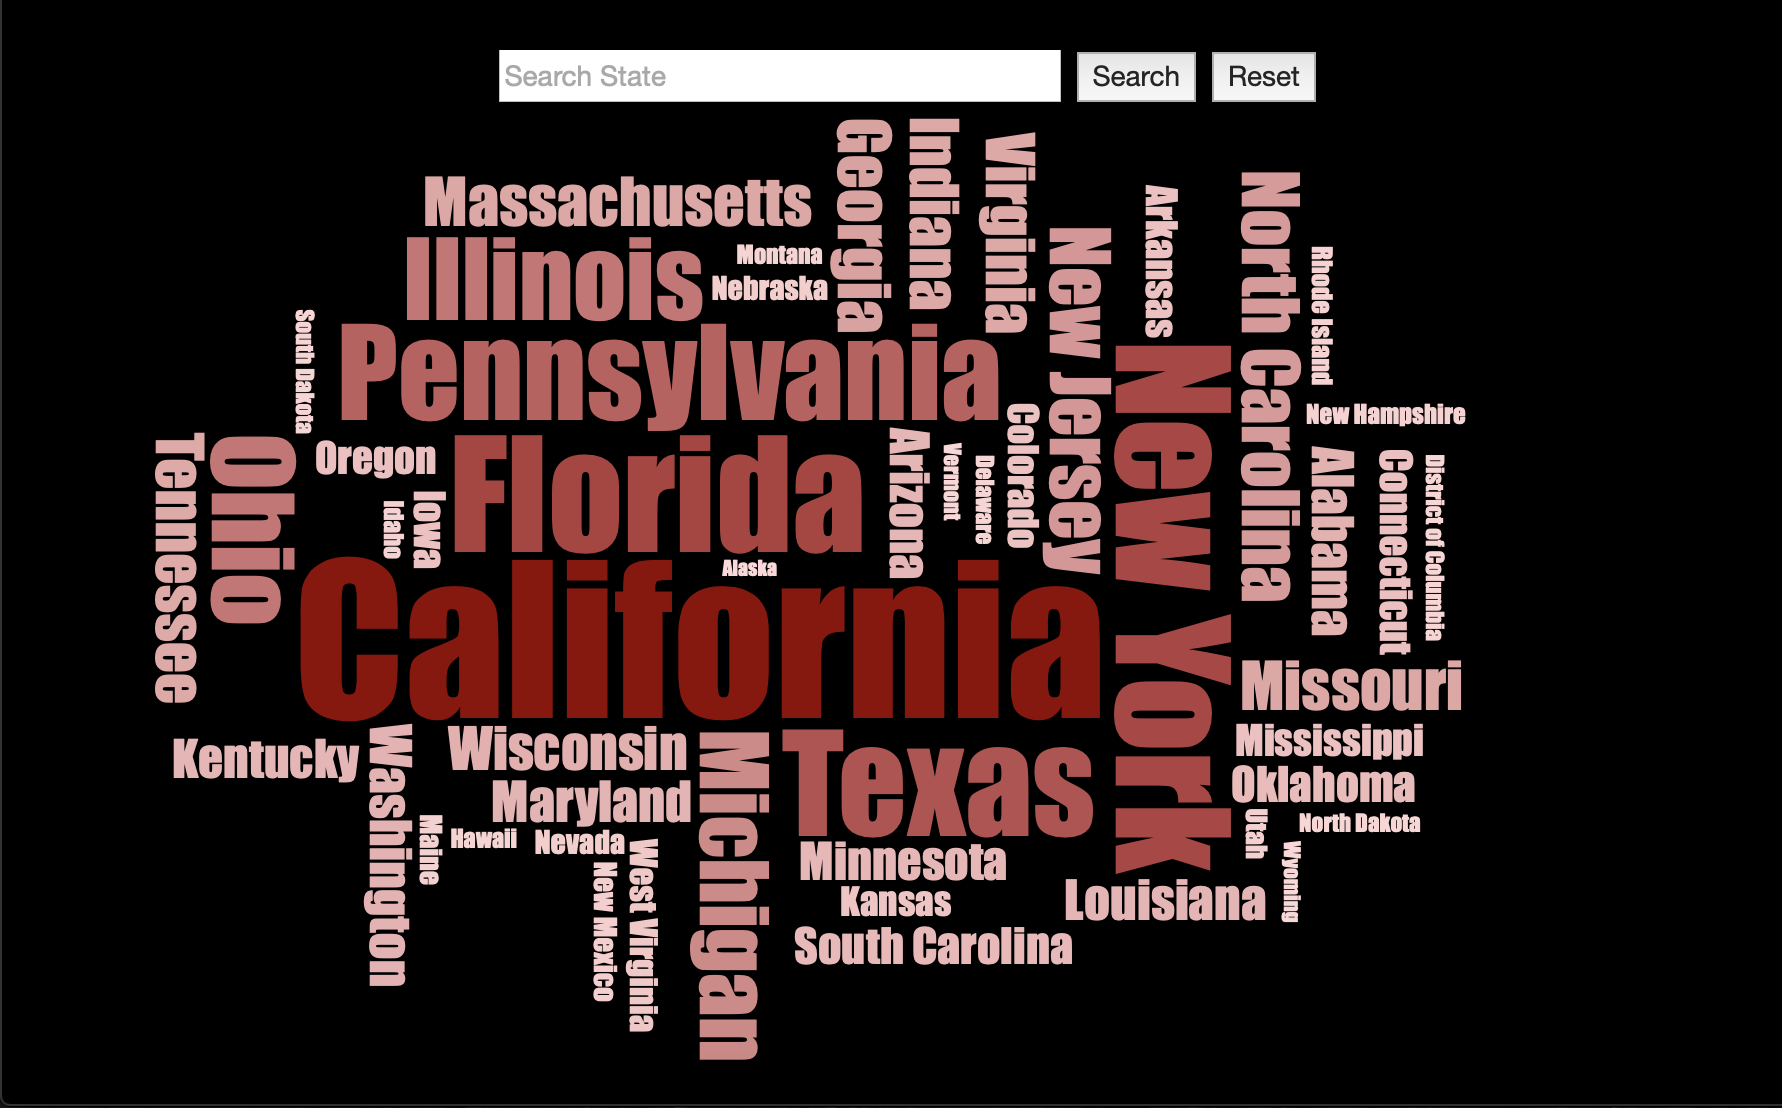 Search State
Search
Reset
Georgia
Indiana
Virginia
Massachusetts
Arkansas
North Carolina
Illinois
Montana
Nebraska
New Jersey
Rhode Island
South Dakota
Pennsylvania
New York
New Hampshire
Tennessee
Ohio
Oregon
Florida
Arizona
Vermont
Delaware
Colorado
Alabama
Connecticut
District of Columbia
Idaho
Iowa
Alaska
California
Missouri
Kentucky
Washington
Wisconsin
Michigan
Texas
Mississippi
Maryland
Oklahoma
Maine
Hawaii
Nevada
Utah
North Dakota
New Mexico
West Virginia
Minnesota
Wyoming
Kansas
Louisiana
South Carolina